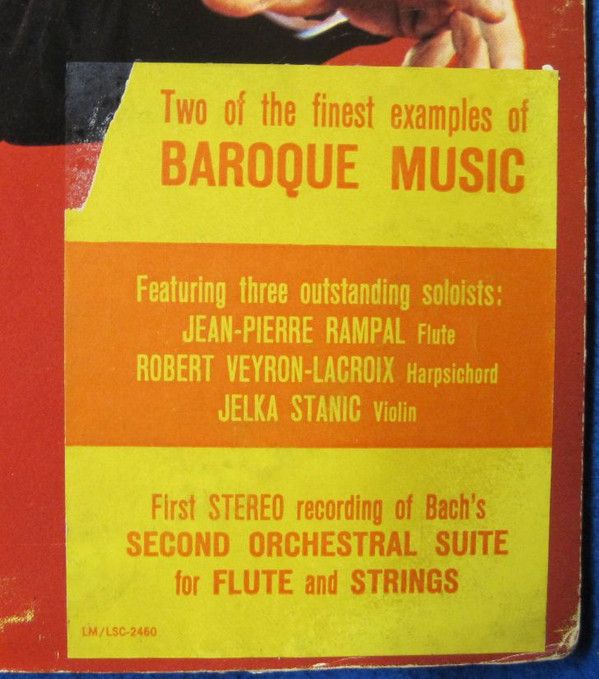 Two of the finest examples of
BAROQUE MUSIC
Featuring three outstanding soloists:
JEAN-PIERRE RAMPAL Flute
ROBERT VEYRON-LACROIX Harpsichord
JELKA STANIC Violin
First STEREO recording of Bach's
SECOND ORCHESTRAL SUITE
for FLUTE and STRINGS
LM/LSC-2460